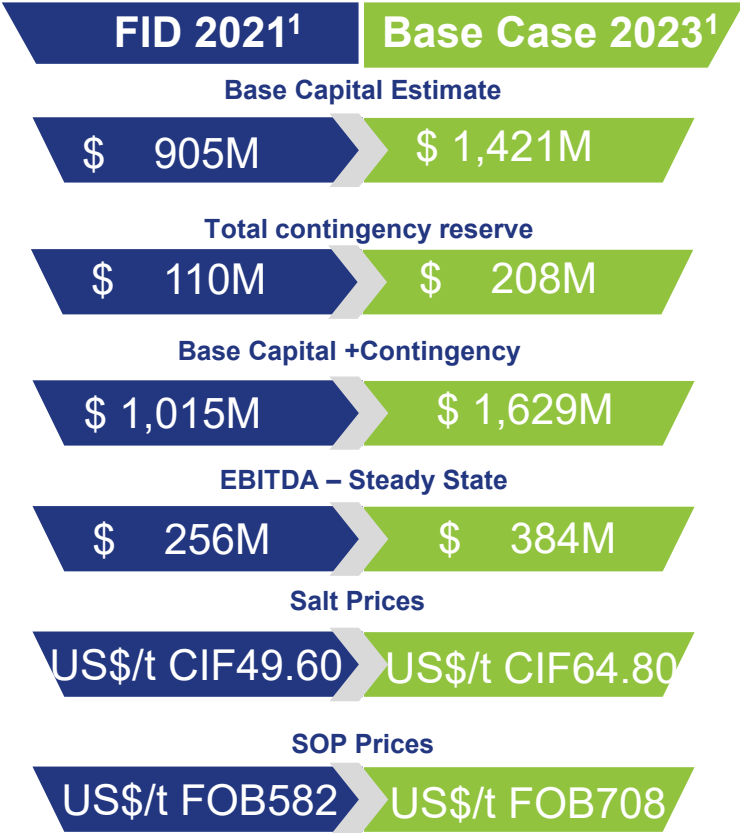 FID 2021¹ Base Case 2023¹
Base Capital Estimate
$ 905M $ 1,421M
Total contingency reserve
$ 110M $ 208M
Base Capital +Contingency
$ 1,015M $ 1,629M
EBITDA – Steady State
$ 256M $ 384M
Salt Prices
US$/t CIF49.60 US$/t CIF64.80
SOP Prices
US$/t FOB582 US$/t FOB708